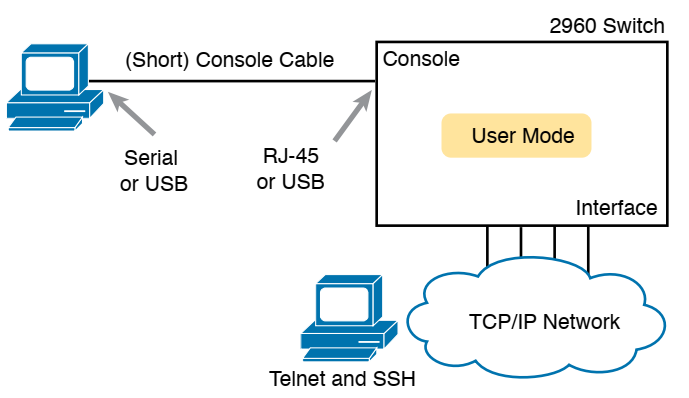 2960 Switch
(Short) Console Cable
Console
User Mode
Serial
or USB
RJ-45
or USB
Interface
TCP/IP Network
Telnet and SSH